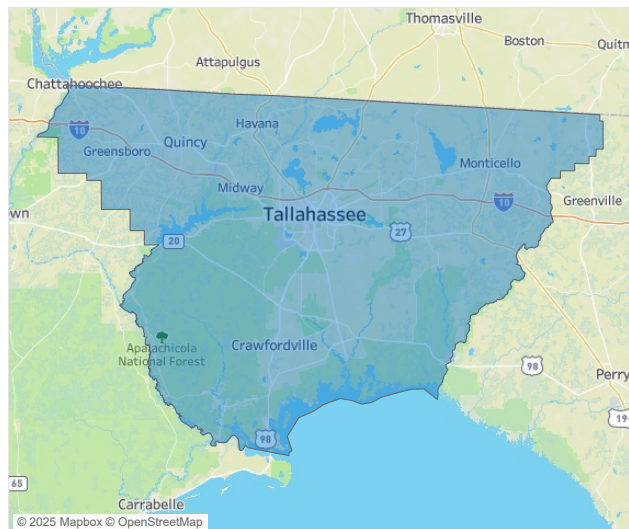 Thomasville
Boston
Quitm
Attapulgus
Chattahoochee
10
Havana
Quincy
Greensboro
Monticello
Midway
10
Greenville
Tallahassee
own
27
20
Crawfordville
Apalachicola
National Forest
98
Perry
19
98
65
Carrabelle
© 2025 Mapbox © OpenStreetMap